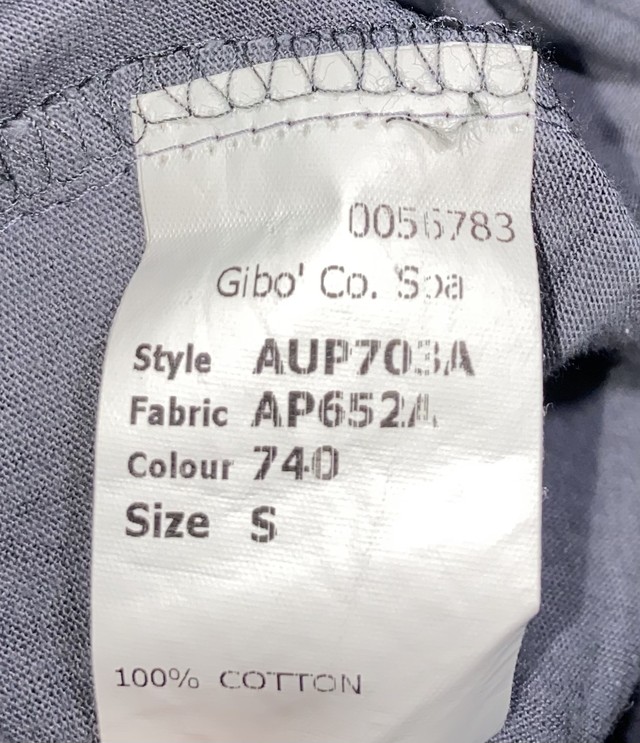 0056783
Gibo' Co. Spa
Style AUP703A
Fabric AP652A
Colour 740
Size S
100% COTTON